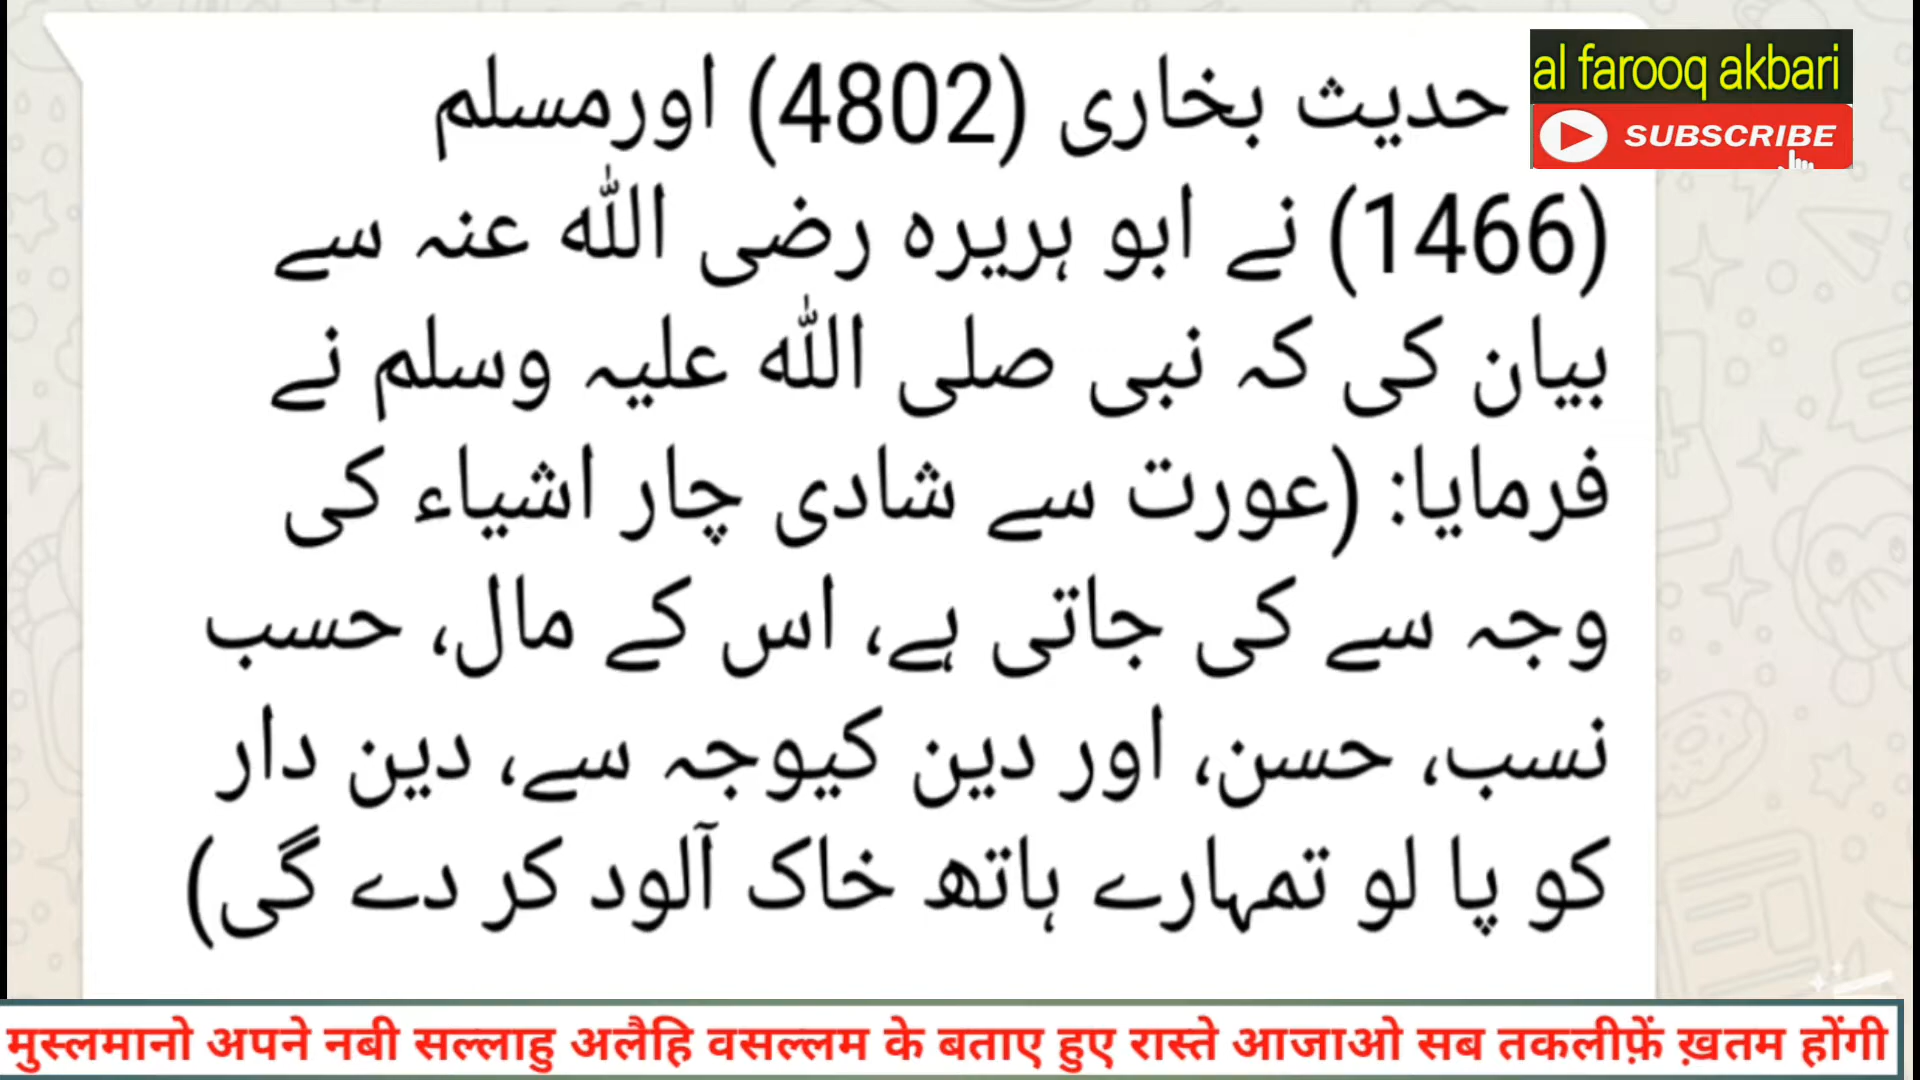 al farooq akbari
SUBSCRIBE
حدیث بخاری (4802) اورمسلم
(1466) نے ابو ہریرہ رضی اللہ عنہ سے
بیان کی کہ نبی صلی اللہ علیہ وسلم نے
فرمایا: (عورت سے شادی چار اشیاء کی
وجہ سے کی جاتی ہے، اس کے مال، حسب
نسب، حسن، اور دین کیوجہ سے، دین دار
کو پا لو تمہارے ہاتھ خاک آلود کر دے گی)
मुस्लमानो अपने नबी सल्लाहु अलैहि वसल्लम के बताए हुए रास्ते आजाओ सब तकलीफ़ें ख़तम होंगी